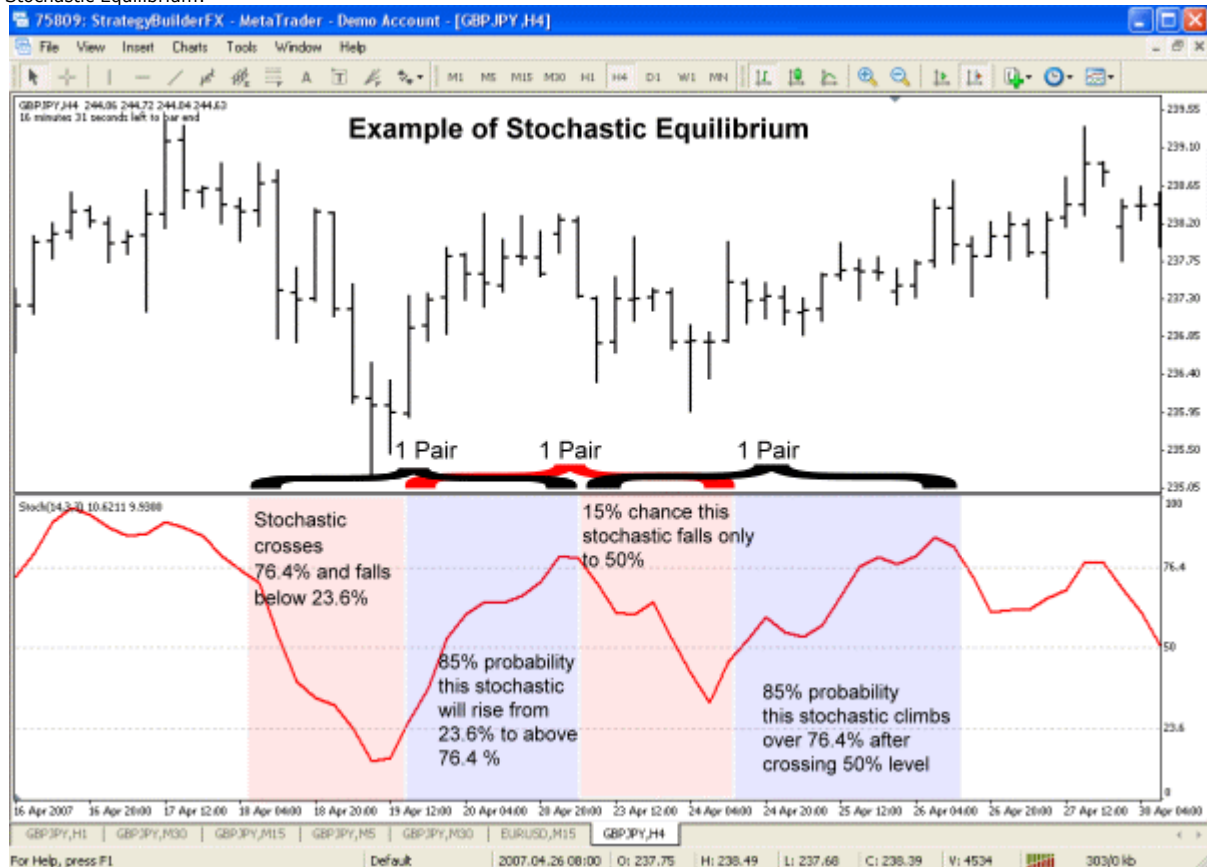 Stochastic Equilibrium.
75809: StrategyBuilderFX - MetaTrader - Demo Account - [GBPJPY,H4]
File View Insert Charts Tools Window Help
A T M1 M5 M15 M30 H1 H4 D1 W1 MN
GBPJPY,H4 244.86 244.72 244.04 244.63
16 minutes 31 seconds left to bar end
Example of Stochastic Equilibrium
239.55
239.10
238.65
238.20
237.75
237.30
236.85
236.40
235.95
235.50
235.05
1 Pair 1 Pair 1 Pair
Stoch(14,3,3) 10.6211 9.9388
100
76.4
50
23.6
0
Stochastic
crosses
76.4% and falls
below 23.6%
85% probability
this stochastic
will rise from
23.6% to above
76.4 %
15% chance this
stochastic falls only
to 50%
85% probability
this stochastic climbs
over 76.4% after
crossing 50% level
16 Apr 2007 16 Apr 20:00 17 Apr 12:00 18 Apr 04:00 18 Apr 20:00 19 Apr 12:00 20 Apr 04:00 20 Apr 20:00 23 Apr 12:00 24 Apr 04:00 24 Apr 20:00 25 Apr 12:00 26 Apr 04:00 26 Apr 20:00 27 Apr 12:00 30 Apr 04:00
GBPJPY,H1 GBPJPY,M30 GBPJPY,M15 GBPJPY,M5 GBPJPY,M30 EURUSD,M15 GBPJPY,H4
For Help, press F1 Default 2007.04.26 08:00 O: 237.75 H: 238.49 L: 237.68 C: 238.39 V: 4534 303/0 kb